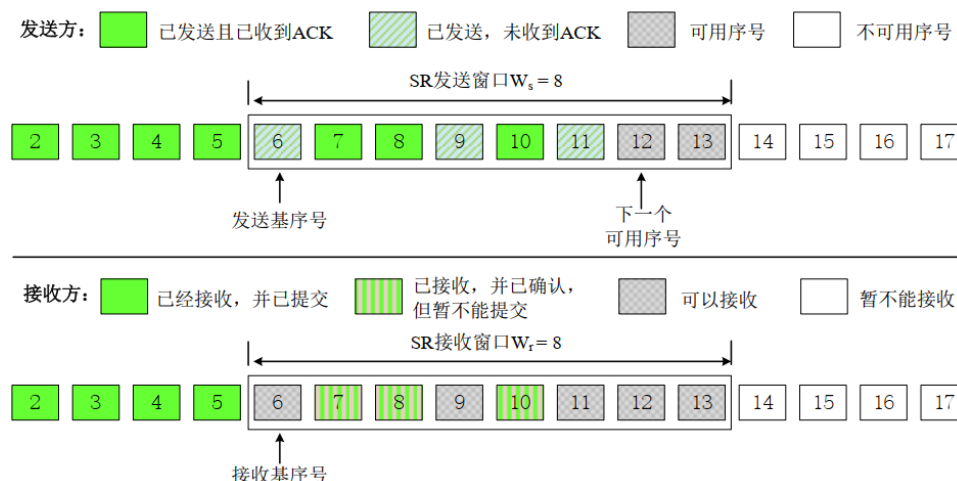 发送方： 已发送且已收到ACK 已发送，未收到ACK 可用序号 不可用序号
SR发送窗口Ws = 8
2 3 4 5 6 7 8 9 10 11 12 13 14 15 16 17
发送基序号 下一个
可用序号
接收方： 已经接收，并已提交 已接收，并已确认， 可以接收 暂不能接收
但暂不能提交
SR接收窗口Wr = 8
2 3 4 5 6 7 8 9 10 11 12 13 14 15 16 17
接收基序号